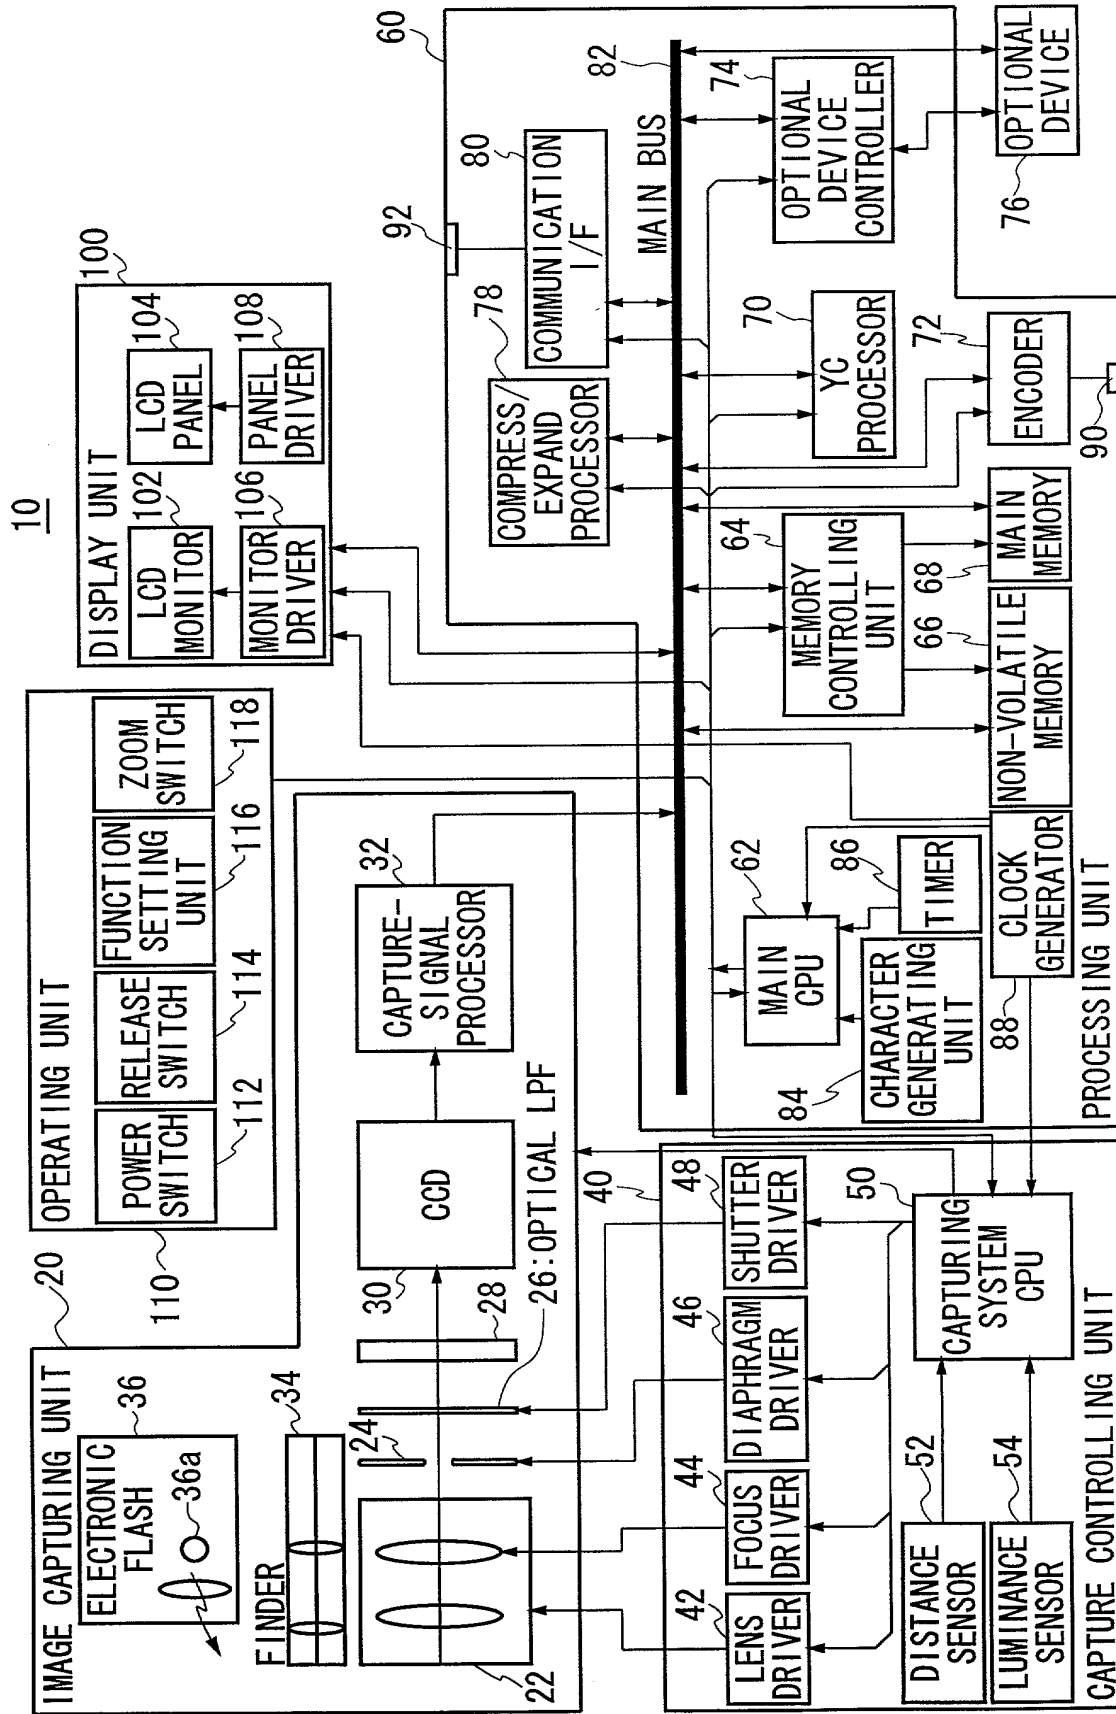 10
IMAGE CAPTURING UNIT
20
ELECTRONIC
FLASH
36
36a
FINDER
34
22
24
26:OPTICAL LPF
28
30
CCD
32
CAPTURE-
SIGNAL
PROCESSOR
OPERATING UNIT
110
POWER
SWITCH
112
RELEASE
SWITCH
114
FUNCTION
SETTING
UNIT
116
ZOOM
SWITCH
118
DISPLAY UNIT
100
LCD
MONITOR
102
LCD
PANEL
104
MONITOR
DRIVER
106
PANEL
DRIVER
108
40
LENS
DRIVER
42
FOCUS
DRIVER
44
DIAPHRAGM
DRIVER
46
SHUTTER
DRIVER
48
50
CAPTURING
SYSTEM
CPU
DISTANCE
SENSOR
52
LUMINANCE
SENSOR
54
CAPTURE CONTROLLING UNIT
60
MAIN BUS
82
COMPRESS/
EXPAND
PROCESSOR
78
COMMUNICATION
I/F
80
92
MAIN
CPU
62
CHARACTER
GENERATING
UNIT
84
TIMER
86
CLOCK
GENERATOR
88
MEMORY
CONTROLLING
UNIT
64
NON-VOLATILE
MEMORY
66
MAIN
MEMORY
68
YC
PROCESSOR
70
ENCODER
72
90
OPTIONAL
DEVICE
CONTROLLER
74
OPTIONAL
DEVICE
76
PROCESSING UNIT